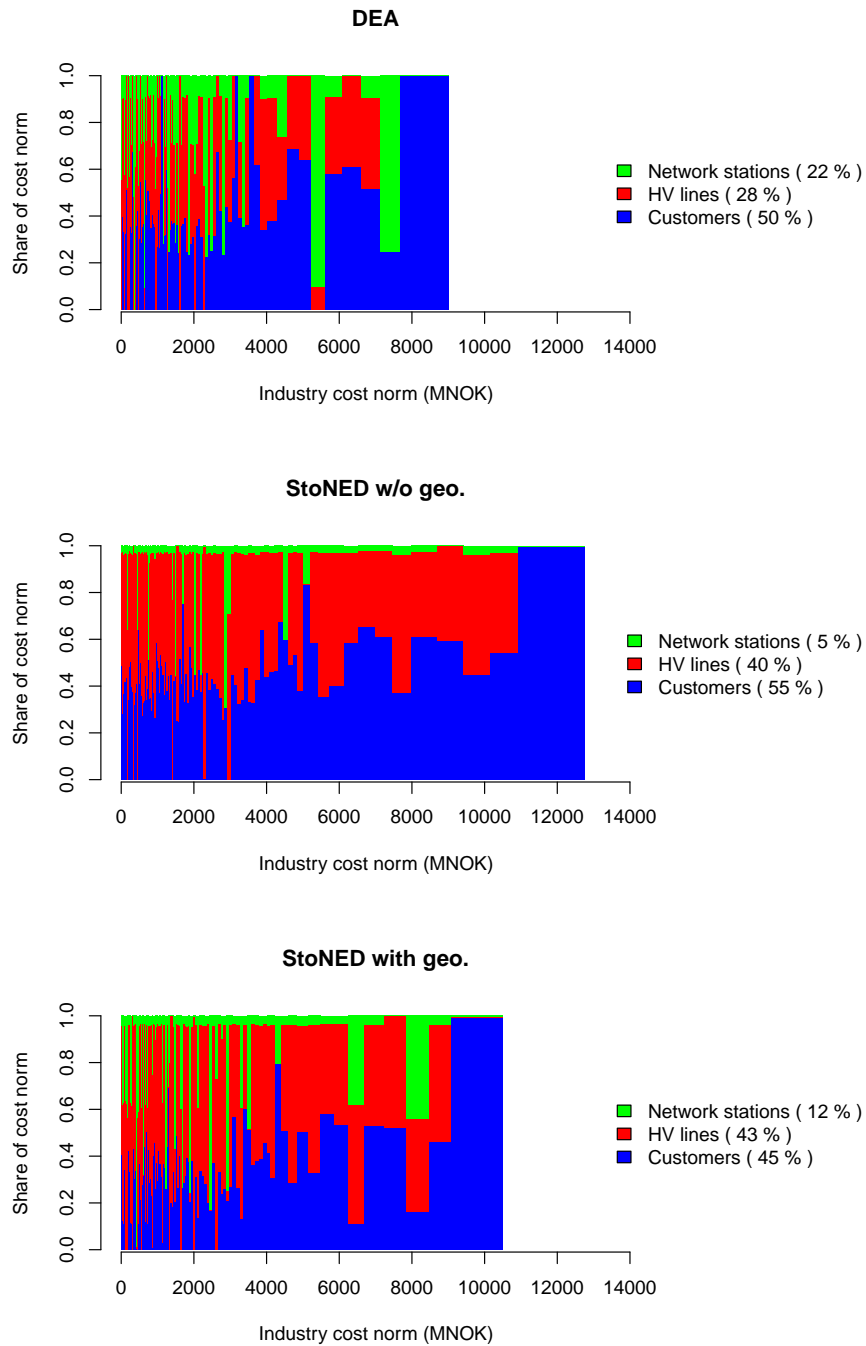 DEA
Share of cost norm
1.0
0.8
0.6
0.4
0.2
0.0
0 2000 4000 6000 8000 10000 12000 14000
Industry cost norm (MNOK)
Network stations ( 22 % )
HV lines ( 28 % )
Customers ( 50 % )
StoNED w/o geo.
Share of cost norm
1.0
0.8
0.6
0.4
0.2
0.0
0 2000 4000 6000 8000 10000 12000 14000
Industry cost norm (MNOK)
Network stations ( 5 % )
HV lines ( 40 % )
Customers ( 55 % )
StoNED with geo.
Share of cost norm
1.0
0.8
0.6
0.4
0.2
0.0
0 2000 4000 6000 8000 10000 12000 14000
Industry cost norm (MNOK)
Network stations ( 12 % )
HV lines ( 43 % )
Customers ( 45 % )